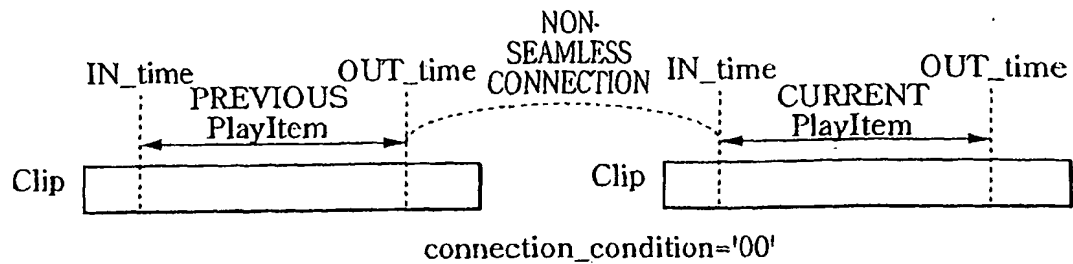 NON-
SEAMLESS
CONNECTION
IN_time
OUT_time
IN_time
OUT_time
PREVIOUS
PlayItem
CURRENT
PlayItem
Clip
Clip
connection_condition='00'